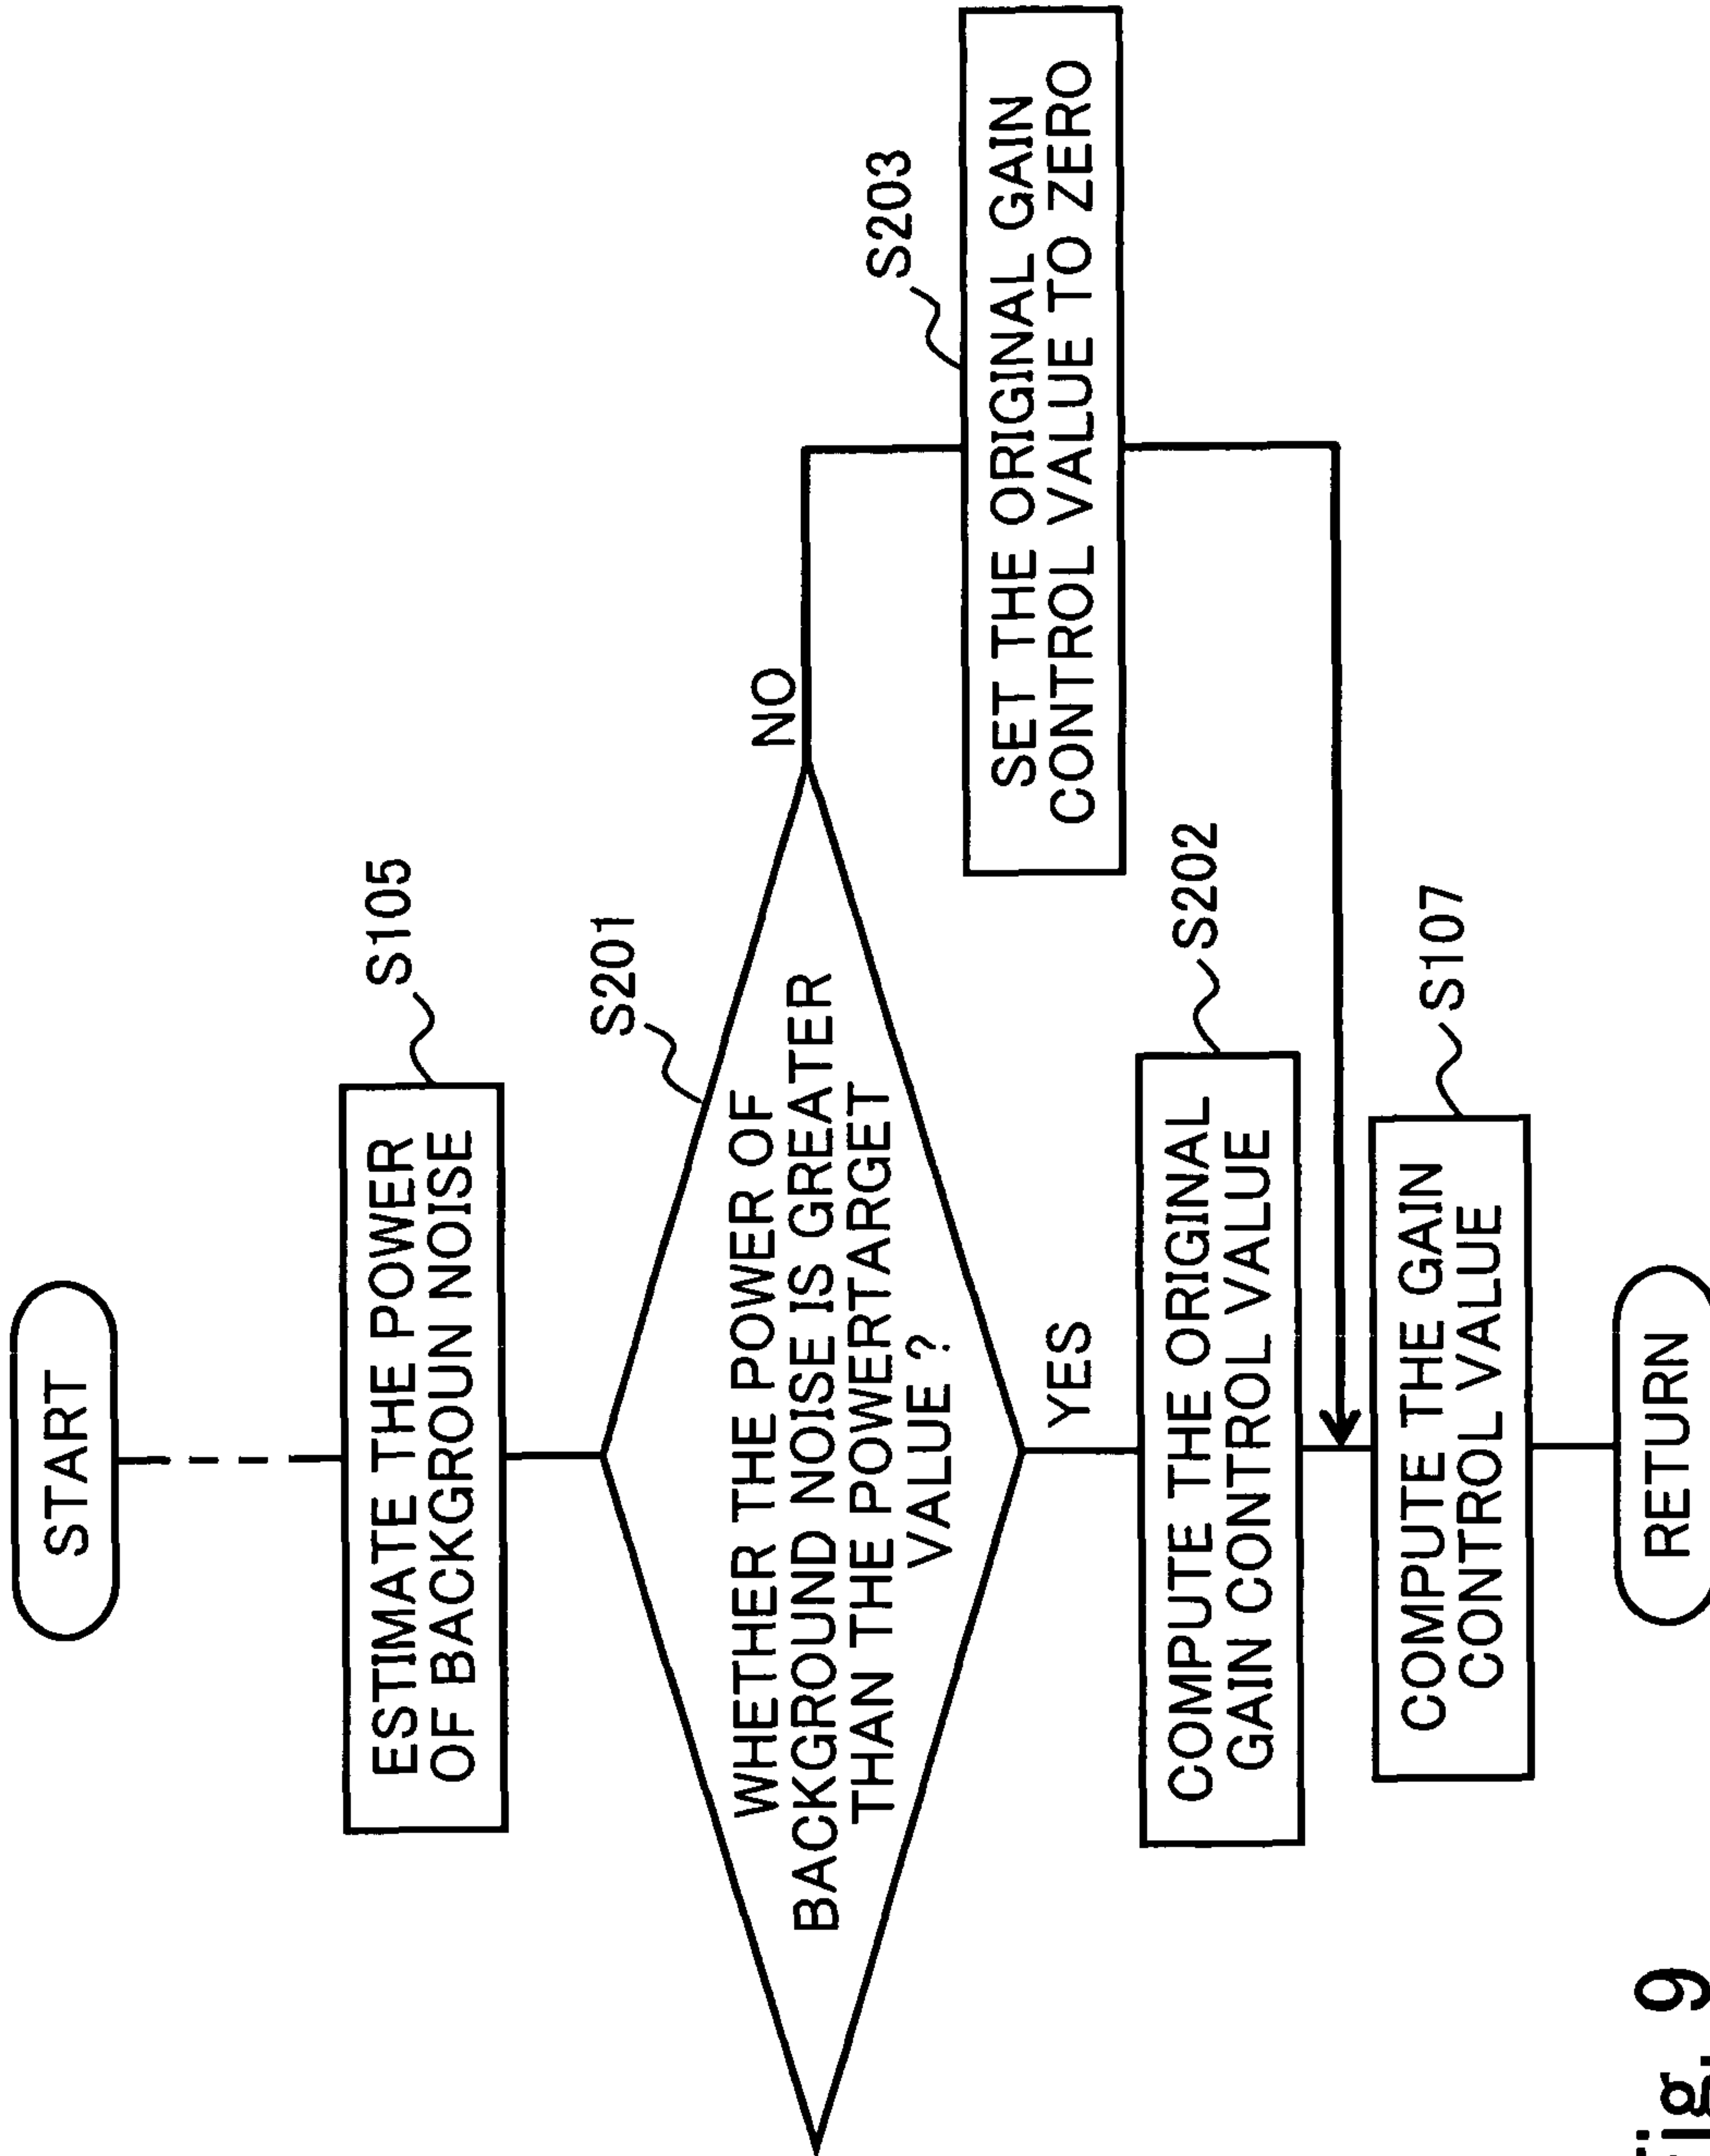 START
S105
ESTIMATE THE POWER
OF BACKGROUN NOISE
S201
WHETHER THE POWER OF
BACKGROUND NOISE IS GREATER
THAN THE POWERTARGET
VALUE ?
NO
YES
S203
SET THE ORIGINAL GAIN
CONTROL VALUE TO ZERO
S202
COMPUTE THE ORIGINAL
GAIN CONTROL VALUE
S107
COMPUTE THE GAIN
CONTROL VALUE
RETURN
Fig. 9